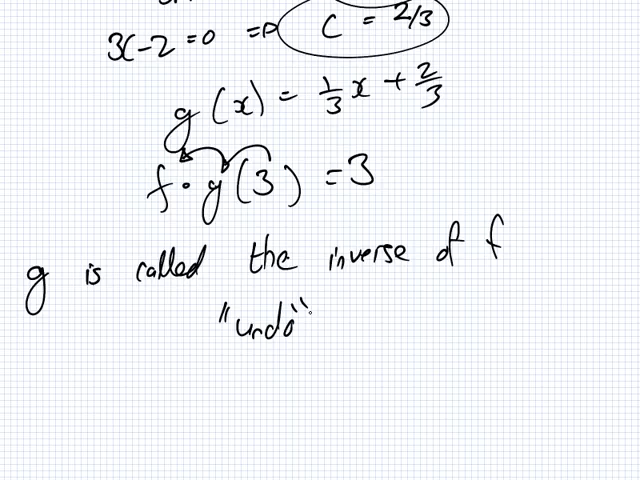 3C-2=0 => C = 2/3
g(x) = 1/3 x + 2/3
f∘g(3) = 3
g is called the inverse of f
"undo"